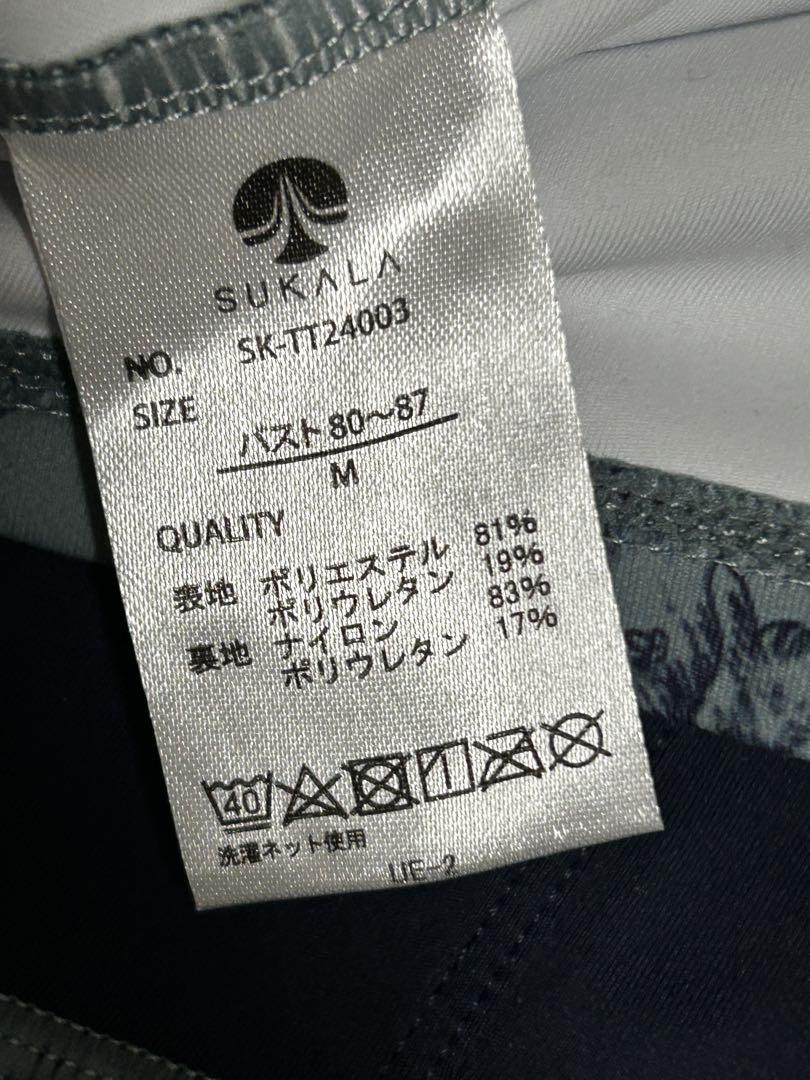 SUKALA
NO. SK-TT24003
SIZE バスト80〜87
M
QUALITY
表地 ポリエステル 81%
ポリウレタン 19%
裏地 ナイロン 83%
ポリウレタン 17%
40
洗濯ネット使用